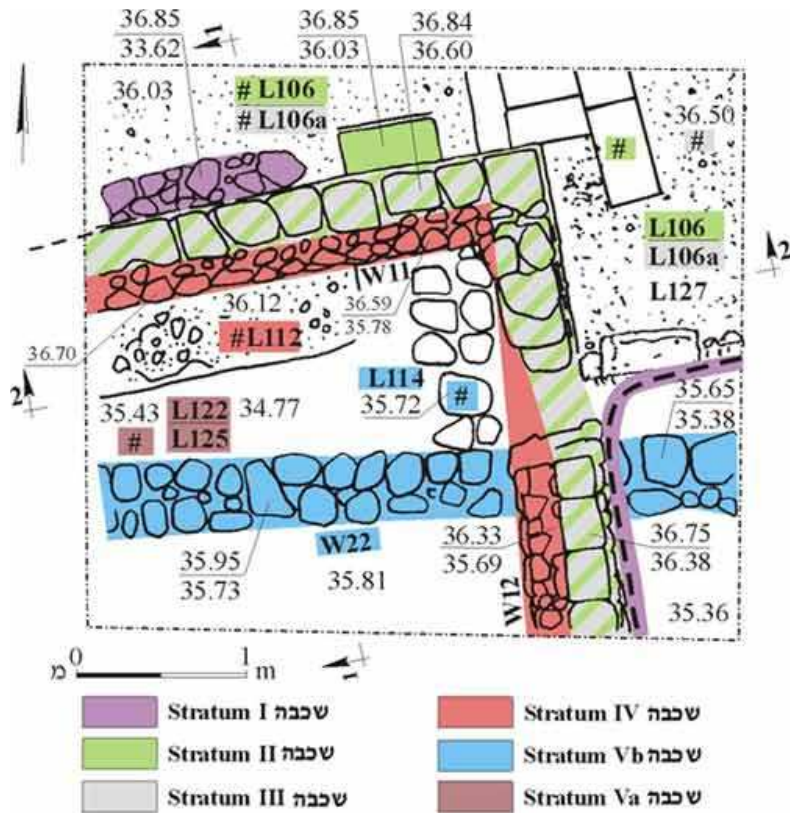 36.85
33.62
1
36.85
36.03
36.84
36.60
36.03
# L106
# L106a
36.50
#
#
L106
L106a
L127
2
W11
36.12
36.59
35.78
#L112
36.70
2
L114
35.72
#
35.43
L122
L125
34.77
#
35.65
35.38
35.95
35.73
W22
35.81
36.33
35.69
W12
36.75
36.38
35.36
0 1
מ m
1
Stratum I שכבה
Stratum II שכבה
Stratum III שכבה
Stratum IV שכבה
Stratum Vb שכבה
Stratum Va שכבה